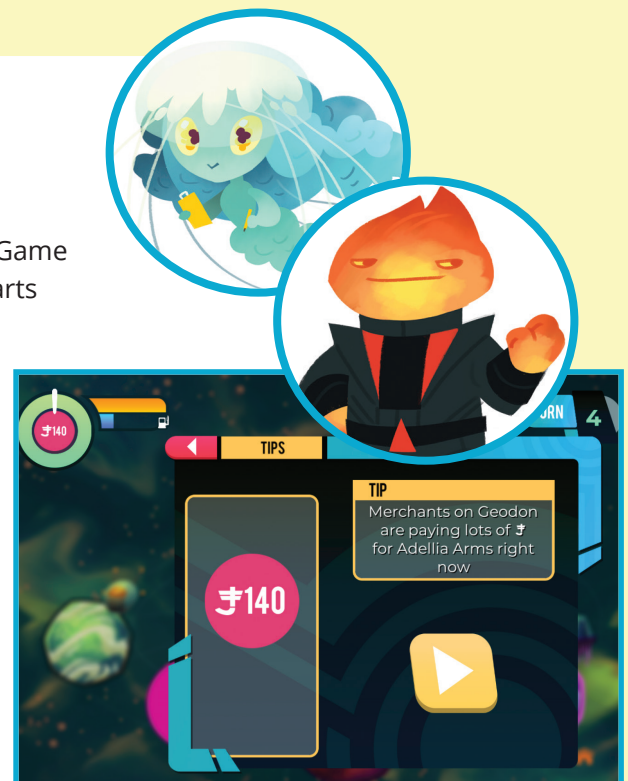 Game
arts
140
TIPS
4
TIP
Merchants on Geodon
are paying lots of
for Adellia Arms right
now
140